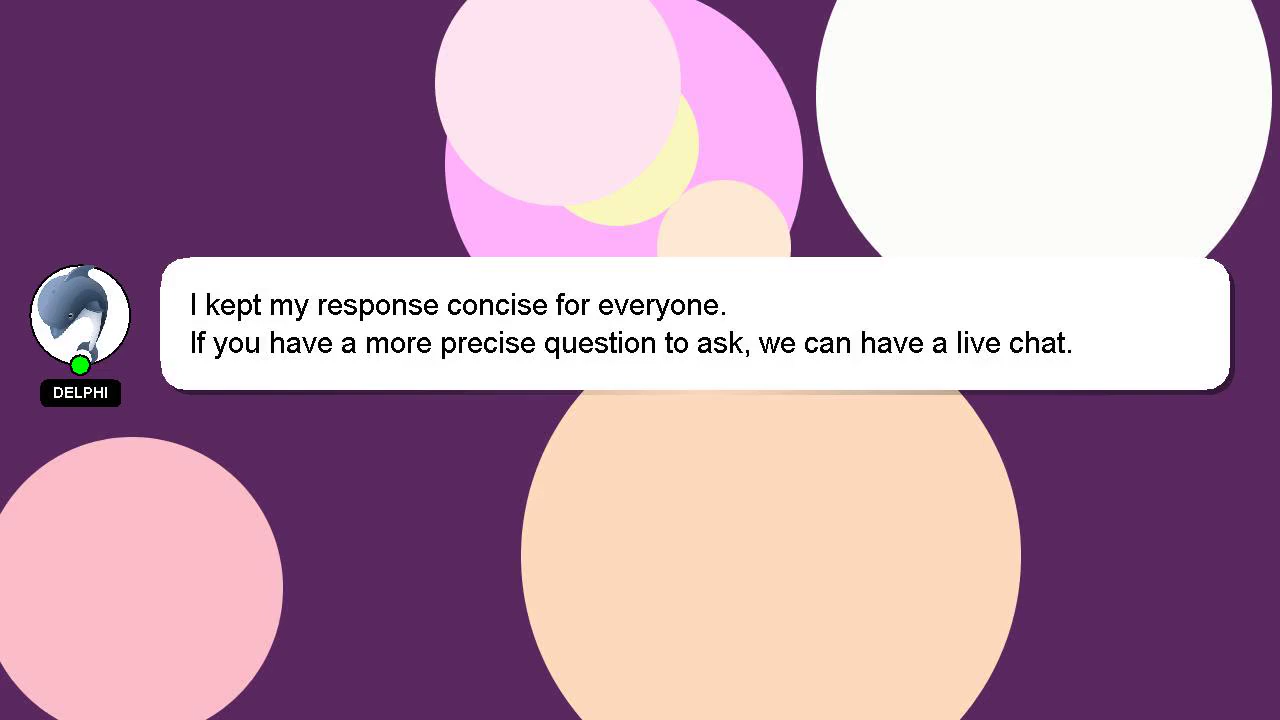 I kept my response concise for everyone.
If you have a more precise question to ask, we can have a live chat.
DELPHI